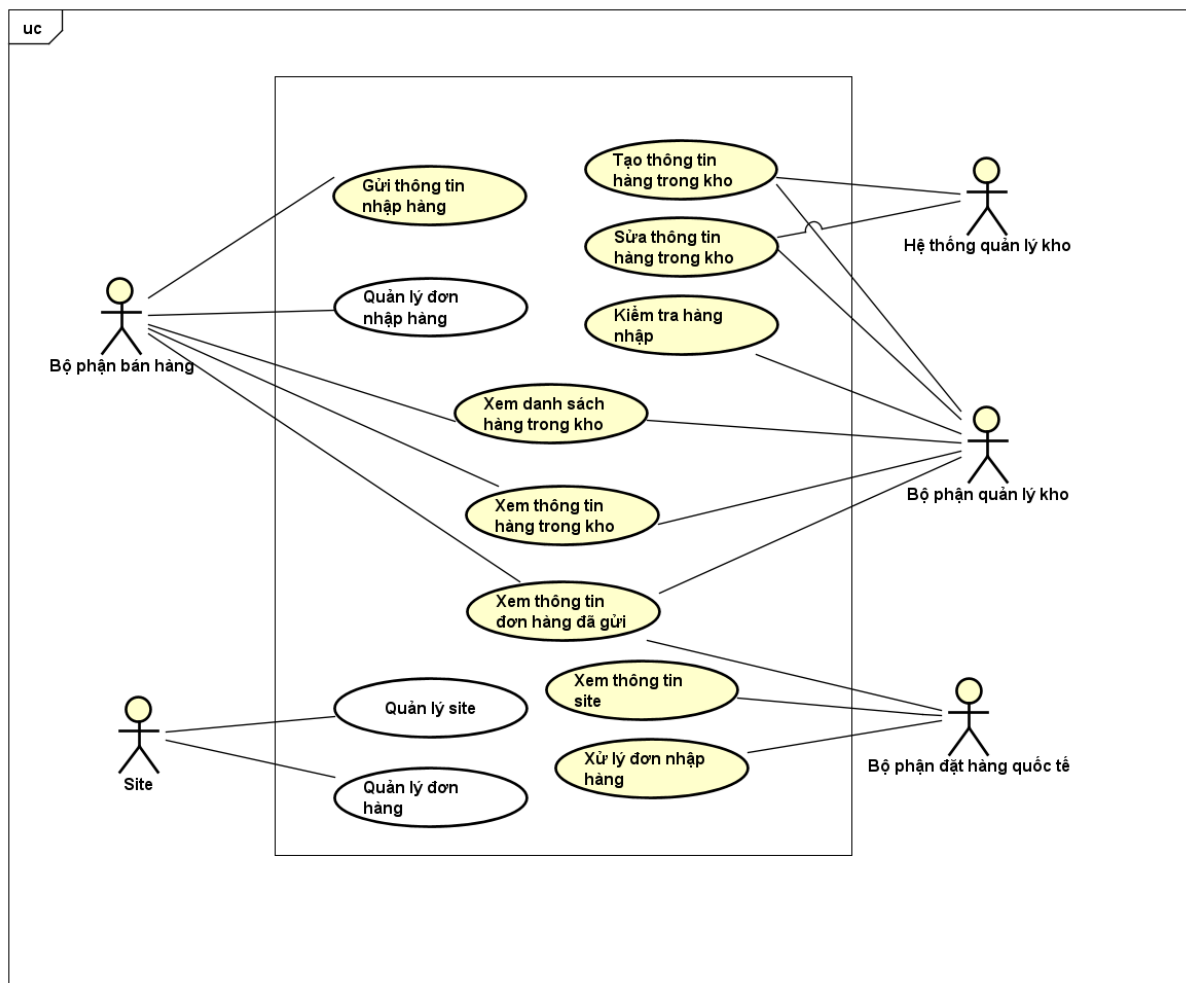 uc
Gửi thông tin
nhập hàng
Tạo thông tin
hàng trong kho
Sửa thông tin
hàng trong kho
Hệ thống quản lý kho
Quản lý đơn
nhập hàng
Kiểm tra hàng
nhập
Bộ phận bán hàng
Xem danh sách
hàng trong kho
Bộ phận quản lý kho
Xem thông tin
hàng trong kho
Xem thông tin
đơn hàng đã gửi
Xem thông tin
site
Quản lý site
Bộ phận đặt hàng quốc tế
Xử lý đơn nhập
hàng
Site
Quản lý đơn
hàng